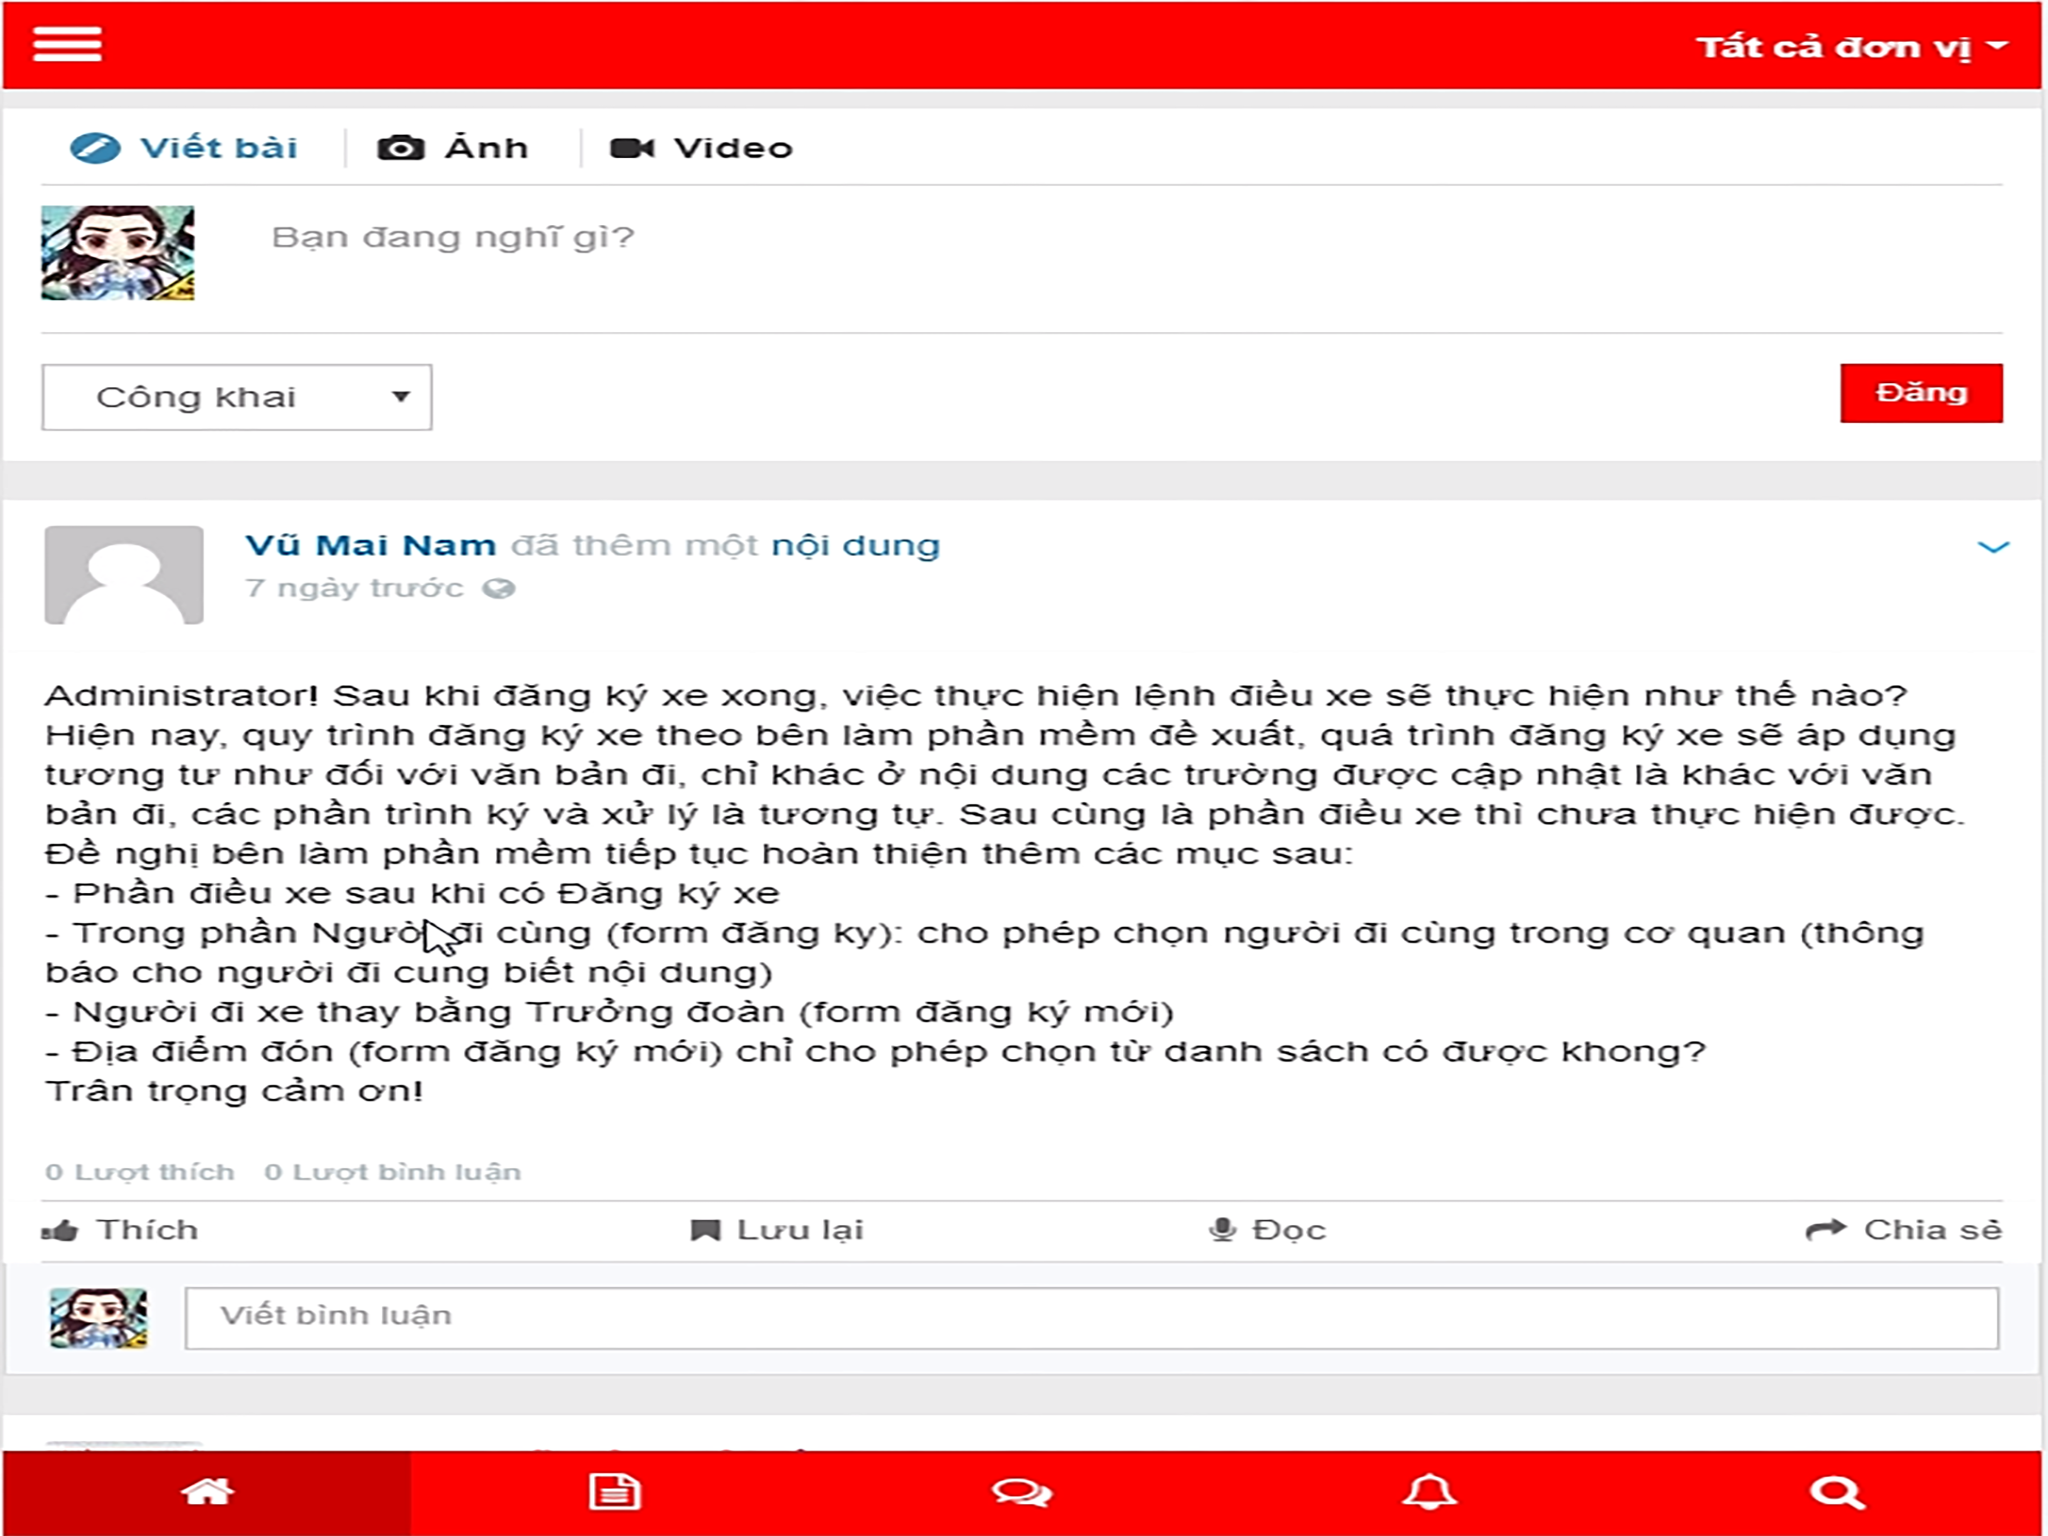 Tất cả đơn vị
Viết bài Ảnh Video
Bạn đang nghĩ gì?
Công khai Đăng
Vũ Mai Nam đã thêm một nội dung
7 ngày trước
Administrator! Sau khi đăng ký xe xong, việc thực hiện lệnh điều xe sẽ thực hiện như thế nào?
Hiện nay, quy trình đăng ký xe theo bên làm phần mềm đề xuất, quá trình đăng ký xe sẽ áp dụng
tương tư như đối với văn bản đi, chỉ khác ở nội dung các trường được cập nhật là khác với văn
bản đi, các phần trình ký và xử lý là tương tự. Sau cùng là phần điều xe thì chưa thực hiện được.
Đề nghị bên làm phần mềm tiếp tục hoàn thiện thêm các mục sau:
- Phần điều xe sau khi có Đăng ký xe
- Trong phần Người đi cùng (form đăng ky): cho phép chọn người đi cùng trong cơ quan (thông
báo cho người đi cung biết nội dung)
- Người đi xe thay bằng Trưởng đoàn (form đăng ký mới)
- Địa điểm đón (form đăng ký mới) chỉ cho phép chọn từ danh sách có được khong?
Trân trọng cảm ơn!
0 Lượt thích 0 Lượt bình luận
Thích Lưu lại Đọc Chia sẻ
Viết bình luận